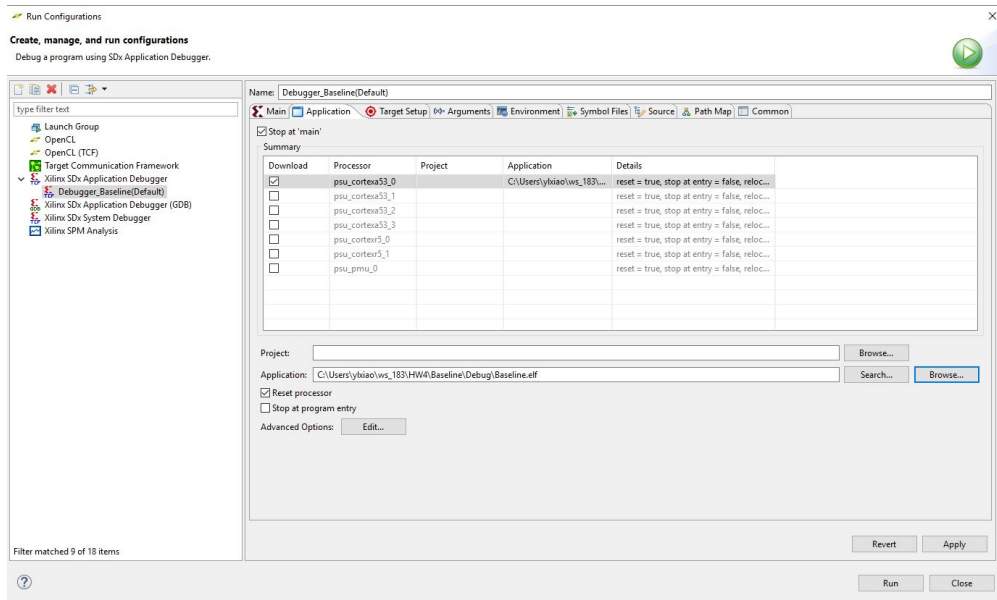 Run Configurations
Create, manage, and run configurations
Debug a program using SDx Application Debugger.
type filter text
Launch Group
OpenCL
OpenCL (TCF)
Target Communication Framework
Xilinx SDx Application Debugger
Debugger_Baseline(Default)
Xilinx SDx Application Debugger (GDB)
Xilinx SDx System Debugger
Xilinx SPM Analysis
Filter matched 9 of 18 items
Name: Debugger_Baseline(Default)
Main Application Target Setup Arguments Environment Symbol Files Source Path Map Common
Stop at 'main'
Summary
Download Processor Project Application Details
psu_cortexa53_0 C:\Users\ylxiao\ws_183\... reset = true, stop at entry = false, reloc...
psu_cortexa53_1 reset = true, stop at entry = false, reloc...
psu_cortexa53_2 reset = true, stop at entry = false, reloc...
psu_cortexa53_3 reset = true, stop at entry = false, reloc...
psu_cortexr5_0 reset = true, stop at entry = false, reloc...
psu_cortexr5_1 reset = true, stop at entry = false, reloc...
psu_pmu_0 reset = true, stop at entry = false, reloc...
Project: Browse...
Application: C:\Users\ylxiao\ws_183\HW4\Baseline\Debug\Baseline.elf Search... Browse...
Reset processor
Stop at program entry
Advanced Options: Edit...
Revert Apply
Run Close